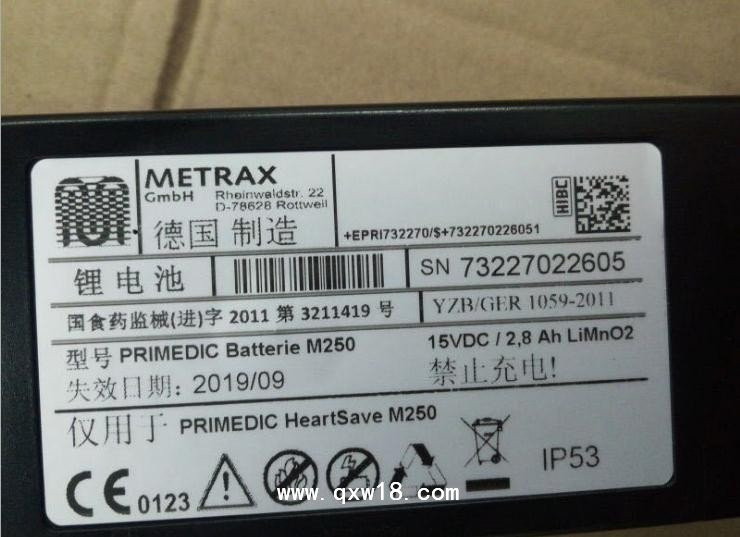 METRAX
GmbH Rheinwaldstr. 22
D-78628 Rottweil
德国 制造
+EPRI732270/$+732270226051
HIBC
锂电池
SN 73227022605
国食药监械(进)字 2011 第 3211419 号
YZB/GER 1059-2011
型号 PRIMEDIC Batterie M250
15VDC / 2,8 Ah LiMnO2
失效日期: 2019/09
禁止充电!
仅用于 PRIMEDIC HeartSave M250
CE 0123
IP53
www.qxw18.com